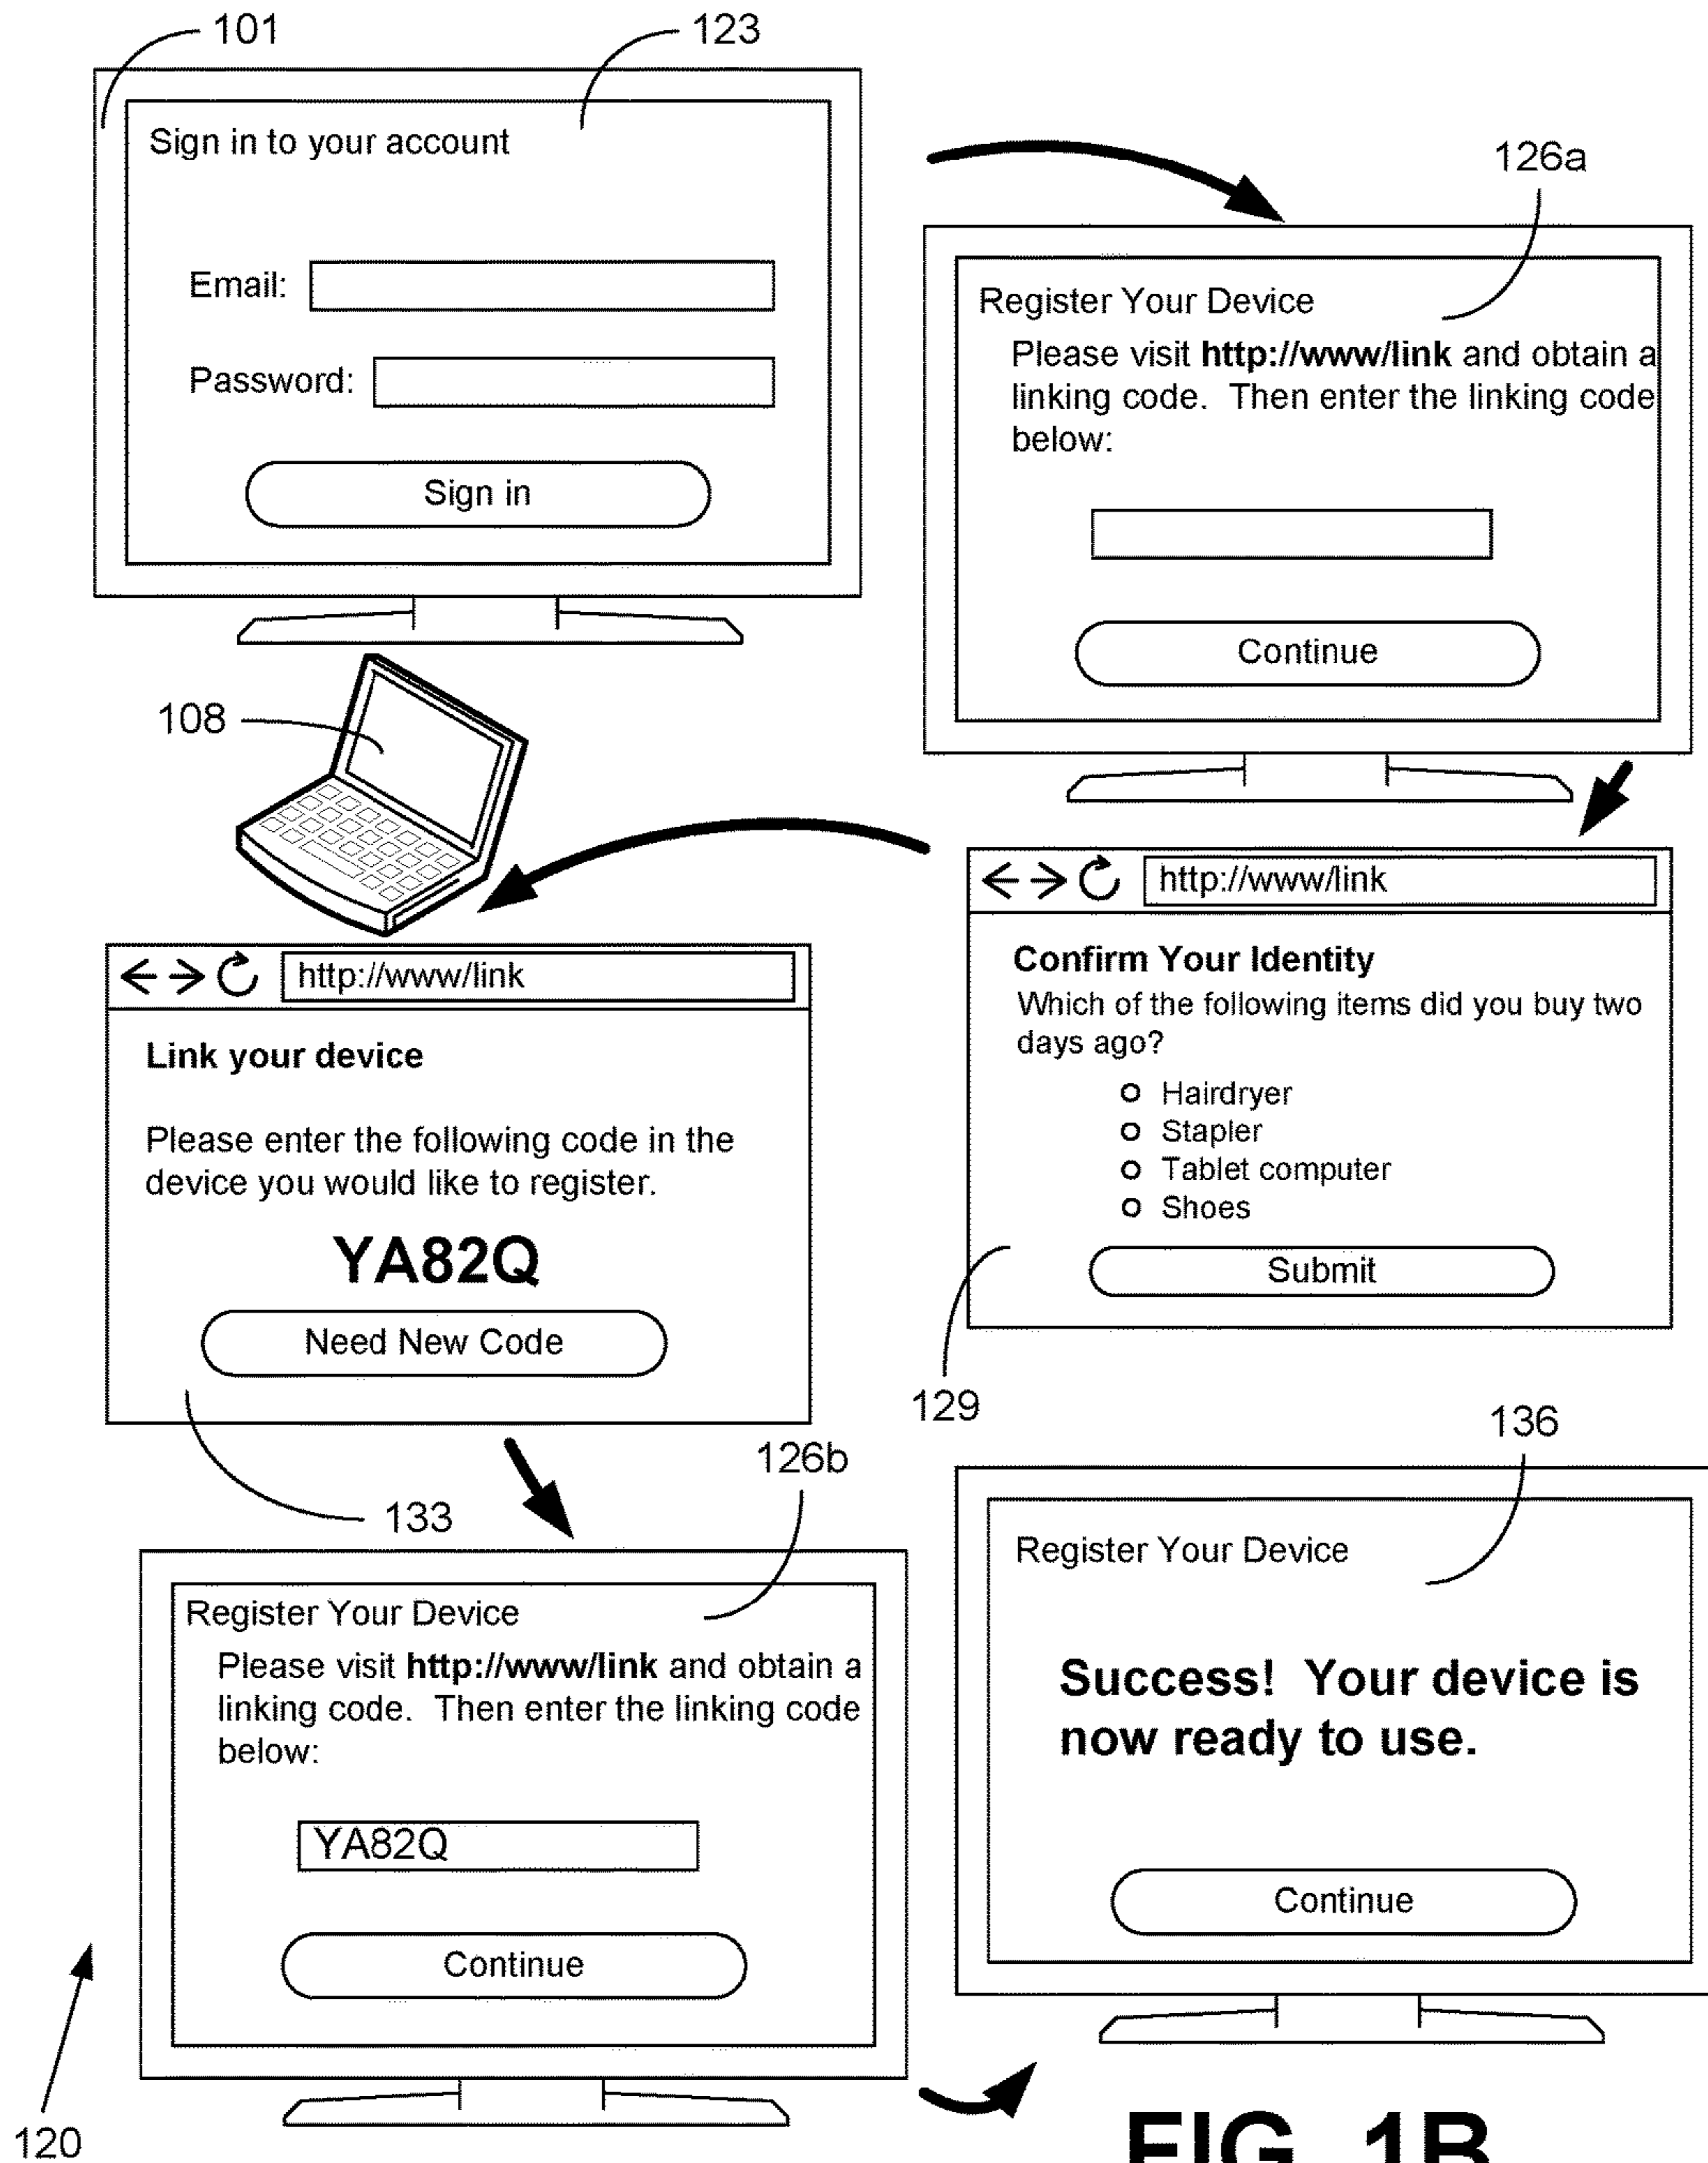 101
123
Sign in to your account
Email:
Password:
Sign in
126a
Register Your Device
Please visit http://www/link and obtain a
linking code. Then enter the linking code
below:
Continue
108
http://www/link
Confirm Your Identity
Which of the following items did you buy two
days ago?
Hairdryer
Stapler
Tablet computer
Shoes
Submit
129
http://www/link
Link your device
Please enter the following code in the
device you would like to register.
YA82Q
Need New Code
133
126b
Register Your Device
Please visit http://www/link and obtain a
linking code. Then enter the linking code
below:
YA82Q
Continue
136
Register Your Device
Success! Your device is
now ready to use.
Continue
120
FIG. 1B